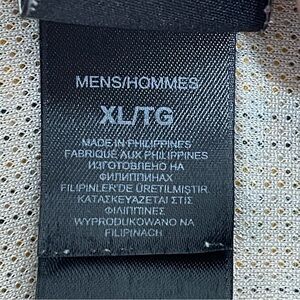 MENS/HOMMES
XL/TG
MADE IN PHILIPPINES
FABRIQUÉ AUX PHILIPPINES
ИЗГОТОВЛЕНО НА
ФИЛИППИНАХ
FILIPINLER'DE ÜRETILMIŞTIR.
ΚΑΤΑΣΚΕΥΑΖΕΤΑΙ ΣΤΙΣ
ΦΙΛΙΠΠΙΝΕΣ
WYPRODUKOWANO NA
FILIPINACH